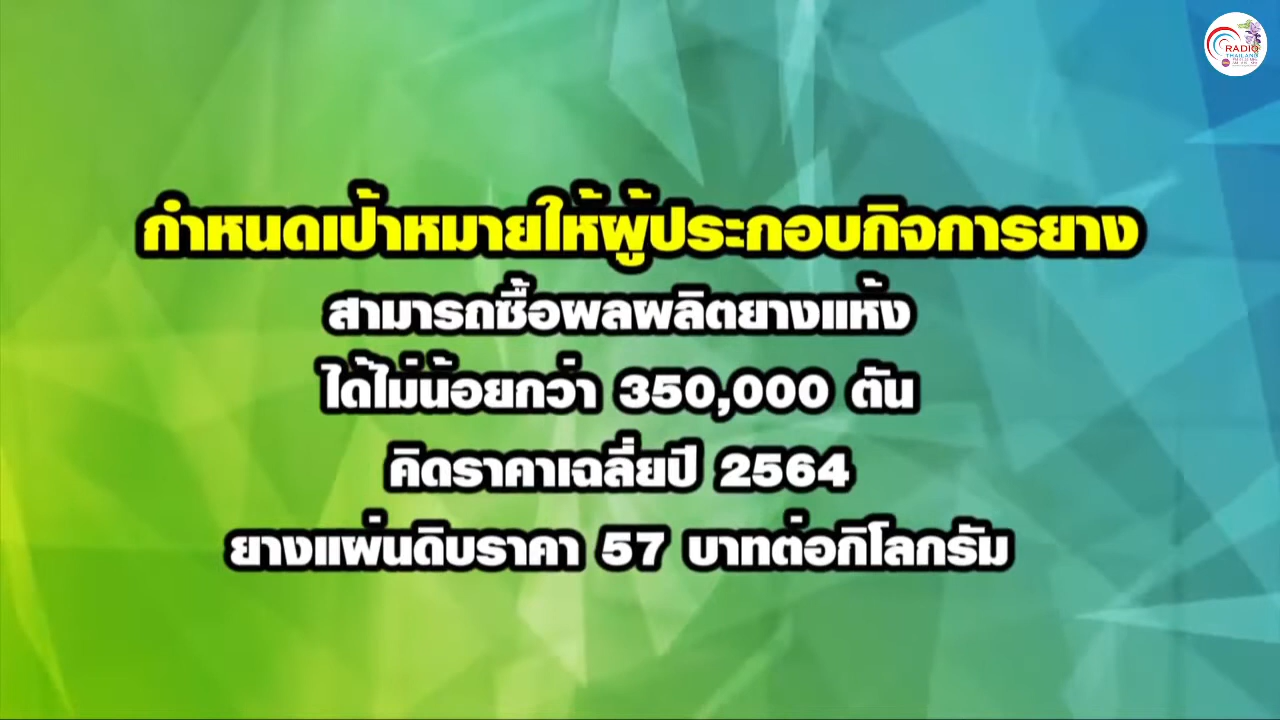 RADIO
THAILAND
กำหนดเป้าหมายให้ผู้ประกอบกิจการยาง
สามารถซื้อผลผลิตยางแห้ง
ได้ไม่น้อยกว่า 350,000 ตัน
คิดราคาเฉลี่ยปี 2564
ยางแผ่นดิบราคา 57 บาทต่อกิโลกรัม